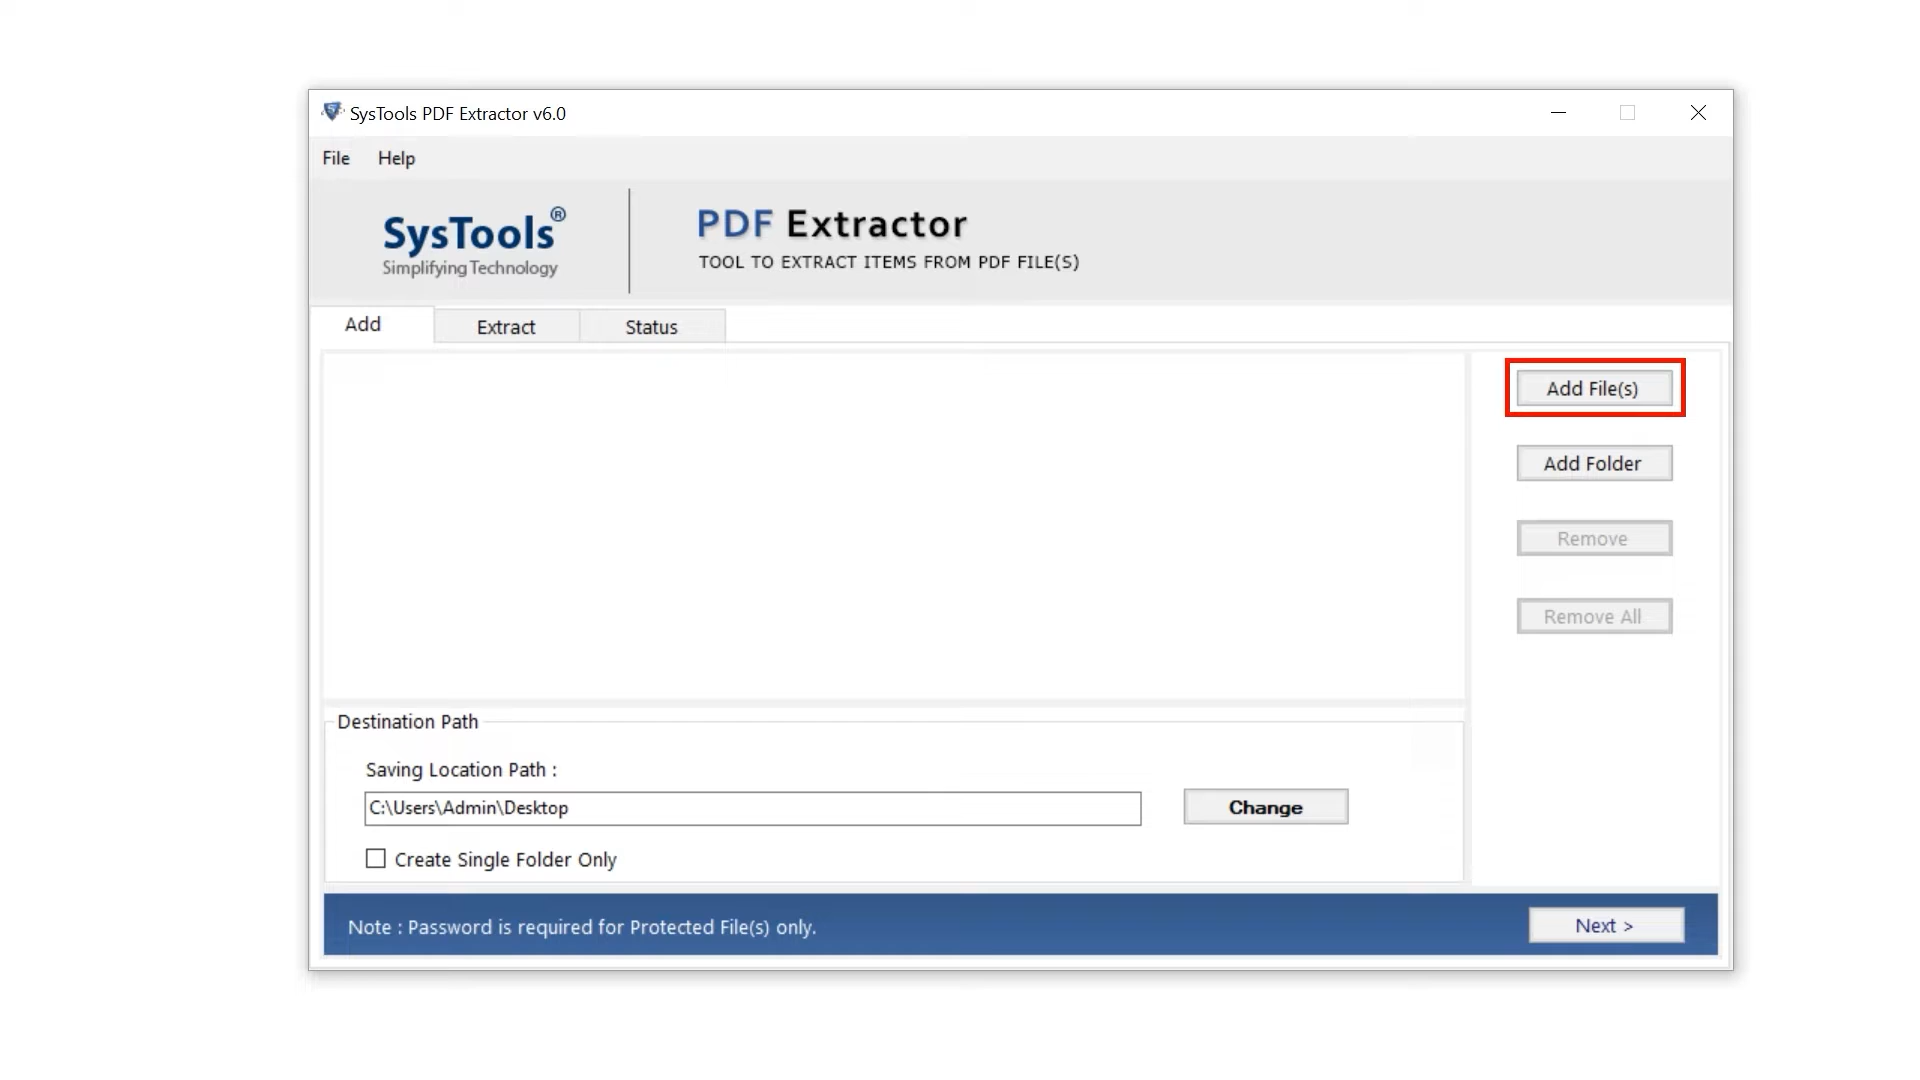 SysTools PDF Extractor v6.0
File Help
SysTools®
Simplifying Technology
PDF Extractor
TOOL TO EXTRACT ITEMS FROM PDF FILE(S)
Add Extract Status
Add File(s)
Add Folder
Remove
Remove All
Destination Path
Saving Location Path :
C:\Users\Admin\Desktop
Change
Create Single Folder Only
Note : Password is required for Protected File(s) only.
Next >